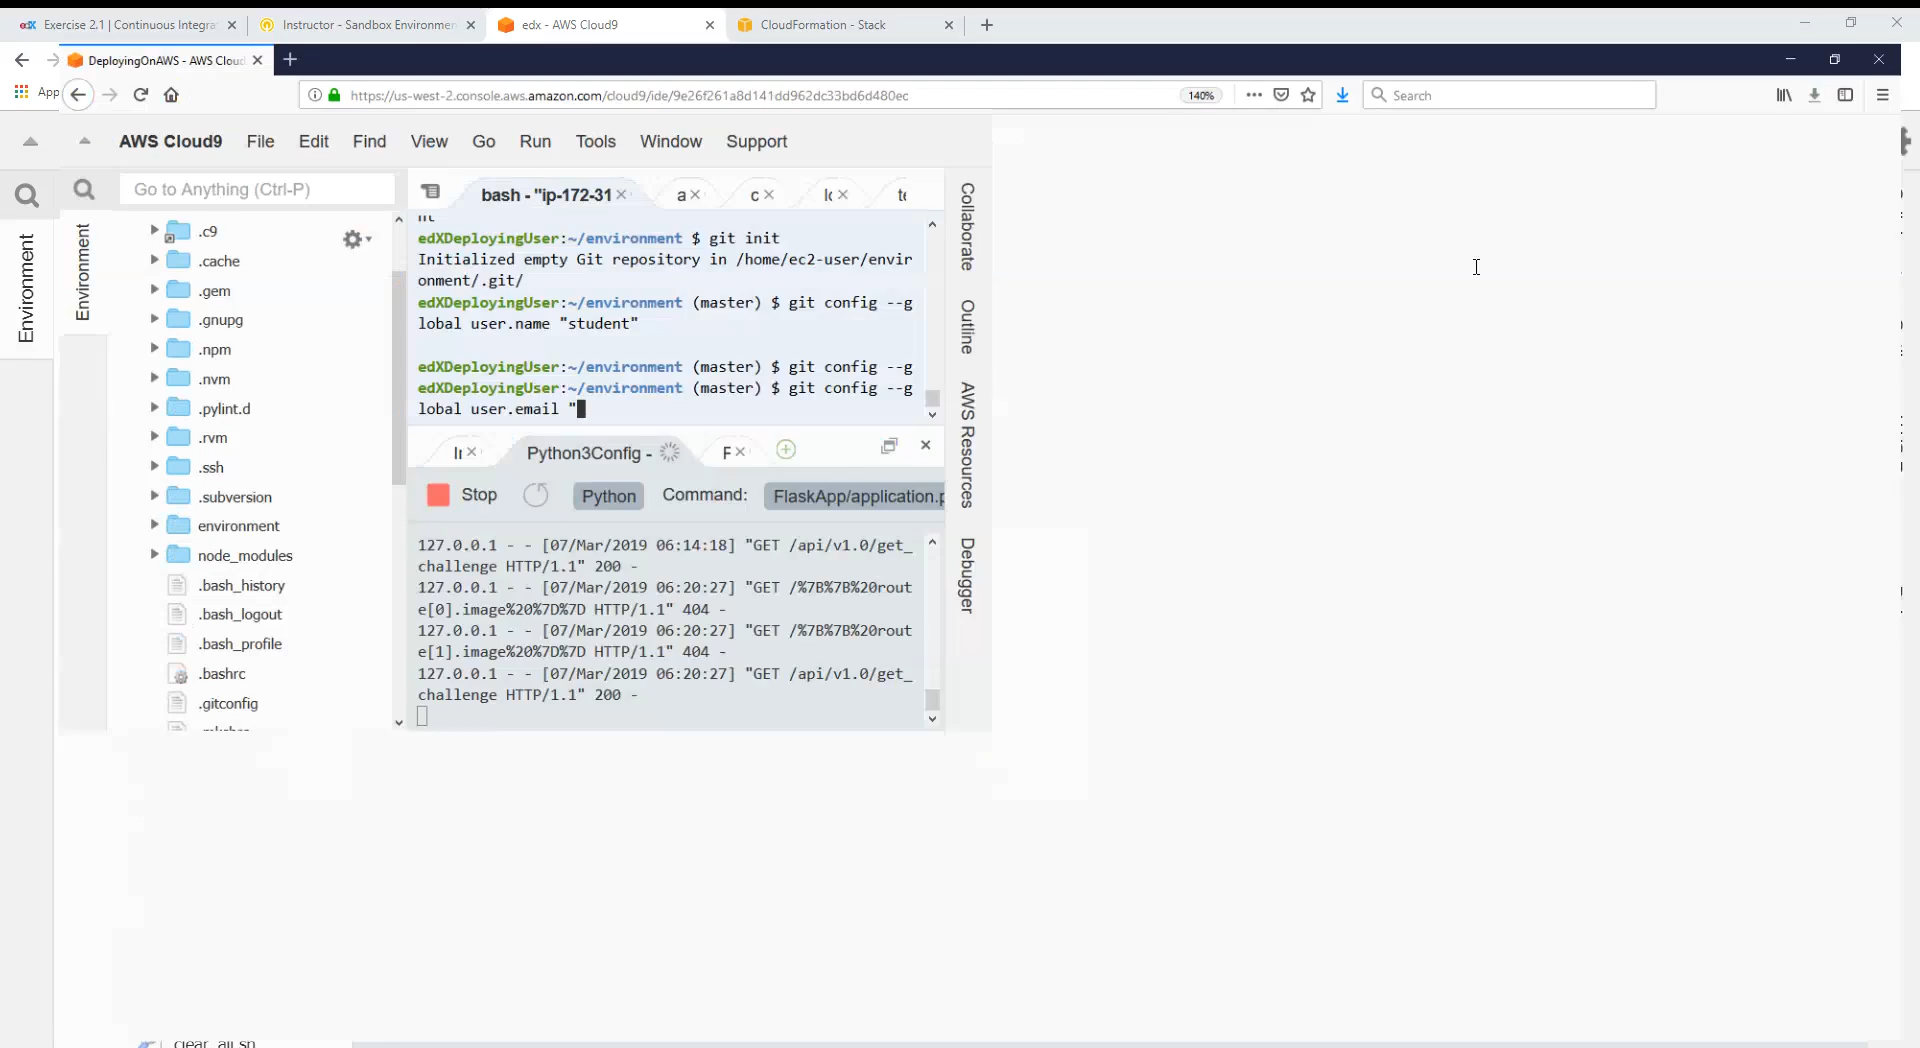 edX Exercise 2.1 | Continuous Integra
Instructor - Sandbox Environmen
edx - AWS Cloud9
CloudFormation - Stack
DeployingOnAWS - AWS Cloud
App
https://us-west-2.console.aws.amazon.com/cloud9/ide/9e26f261a8d141dd962dc33bd6d480ec
140%
Search
AWS Cloud9 File Edit Find View Go Run Tools Window Support
Go to Anything (Ctrl-P)
Environment
Environment
.c9
.cache
.gem
.gnupg
.npm
.nvm
.pylint.d
.rvm
.ssh
.subversion
environment
node_modules
.bash_history
.bash_logout
.bash_profile
.bashrc
.gitconfig
bash - "ip-172-31
a
c
edXDeployingUser:~/environment $ git init
Initialized empty Git repository in /home/ec2-user/envir
onment/.git/
edXDeployingUser:~/environment (master) $ git config --g
lobal user.name "student"
edXDeployingUser:~/environment (master) $ git config --g
edXDeployingUser:~/environment (master) $ git config --g
lobal user.email "
Python3Config -
Stop
Python
Command:
FlaskApp/application.p
127.0.0.1 - - [07/Mar/2019 06:14:18] "GET /api/v1.0/get_
challenge HTTP/1.1" 200 -
127.0.0.1 - - [07/Mar/2019 06:20:27] "GET /%7B%7B%20rout
e[0].image%20%7D%7D HTTP/1.1" 404 -
127.0.0.1 - - [07/Mar/2019 06:20:27] "GET /%7B%7B%20rout
e[1].image%20%7D%7D HTTP/1.1" 404 -
127.0.0.1 - - [07/Mar/2019 06:20:27] "GET /api/v1.0/get_
challenge HTTP/1.1" 200 -
Collaborate
Outline
AWS Resources
Debugger
clear_all.sh